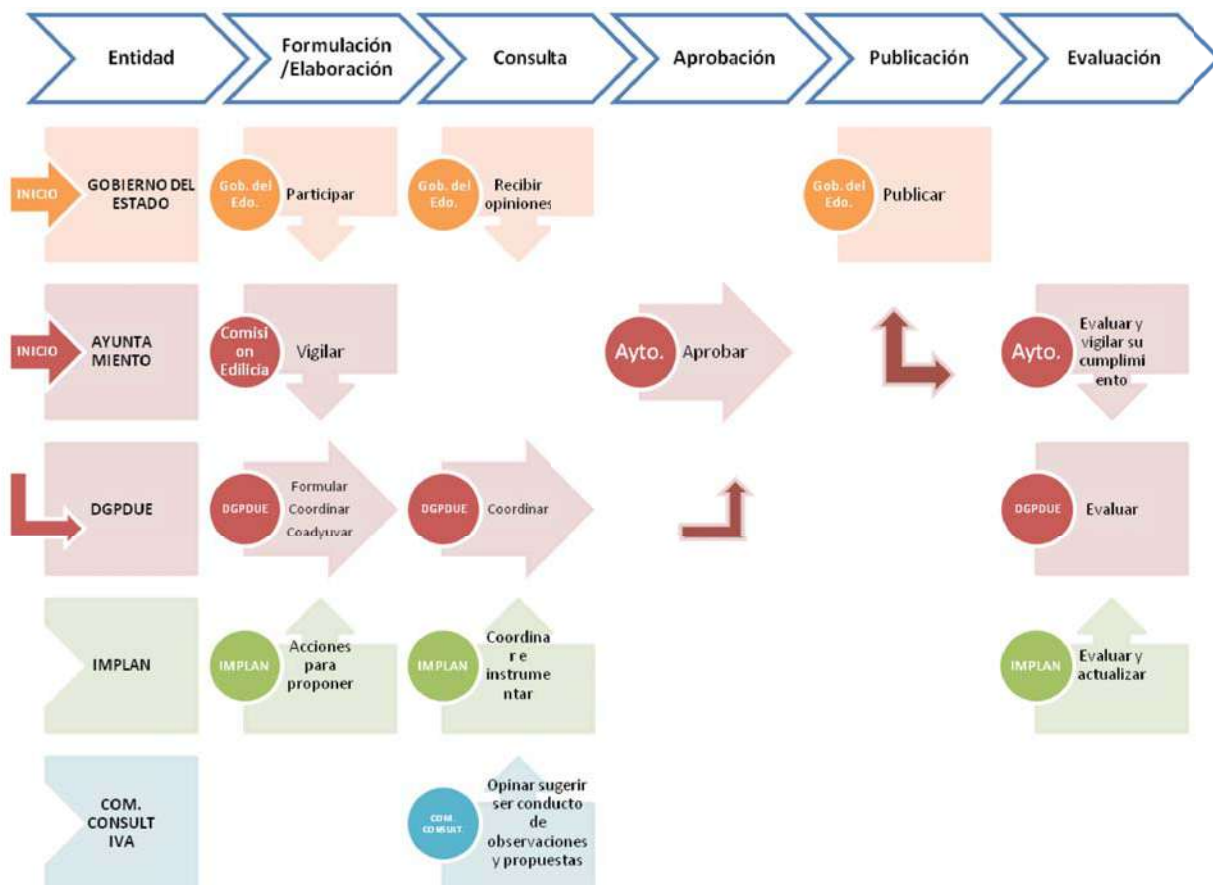 Entidad
Formulación
/Elaboración
Consulta
Aprobación
Publicación
Evaluación
INICIO
GOBIERNO DEL
ESTADO
Gob. del
Edo.
Participar
Gob. del
Edo.
Recibir
opiniones
Gob. del
Edo.
Publicar
INICIO
AYUNTA
MIENTO
Comisi
on
Edilicia
Vigilar
Ayto.
Aprobar
Ayto.
Evaluar y
vigilar su
cumplimi
ento
DGPDUE
DGPDUE
Formular
Coordinar
Coadyuvar
DGPDUE
Coordinar
DGPDUE
Evaluar
IMPLAN
IMPLAN
Acciones
para
proponer
IMPLAN
Coordina
r e
instrume
ntar
IMPLAN
Evaluar y
actualizar
COM.
CONSULT
IVA
COM.
CONSULT.
Opinar sugerir
ser conducto
de
observaciones
y propuestas